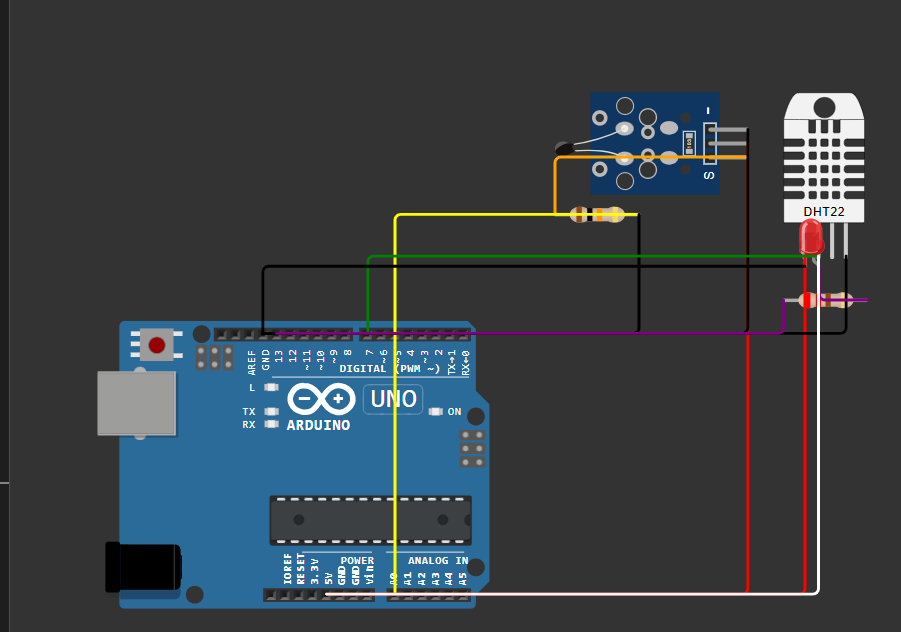 -
S
DHT22
AREF
GND
13
12
~11
~10
~9
8
7
~6
~5
4
~3
2
TX→1
RX←0
DIGITAL (PWM ~)
L
TX
RX
UNO
ON
ARDUINO
POWER
ANALOG IN
IOREF
RESET
3.3V
5V
GND
GND
Vin
A0
A1
A2
A3
A4
A5